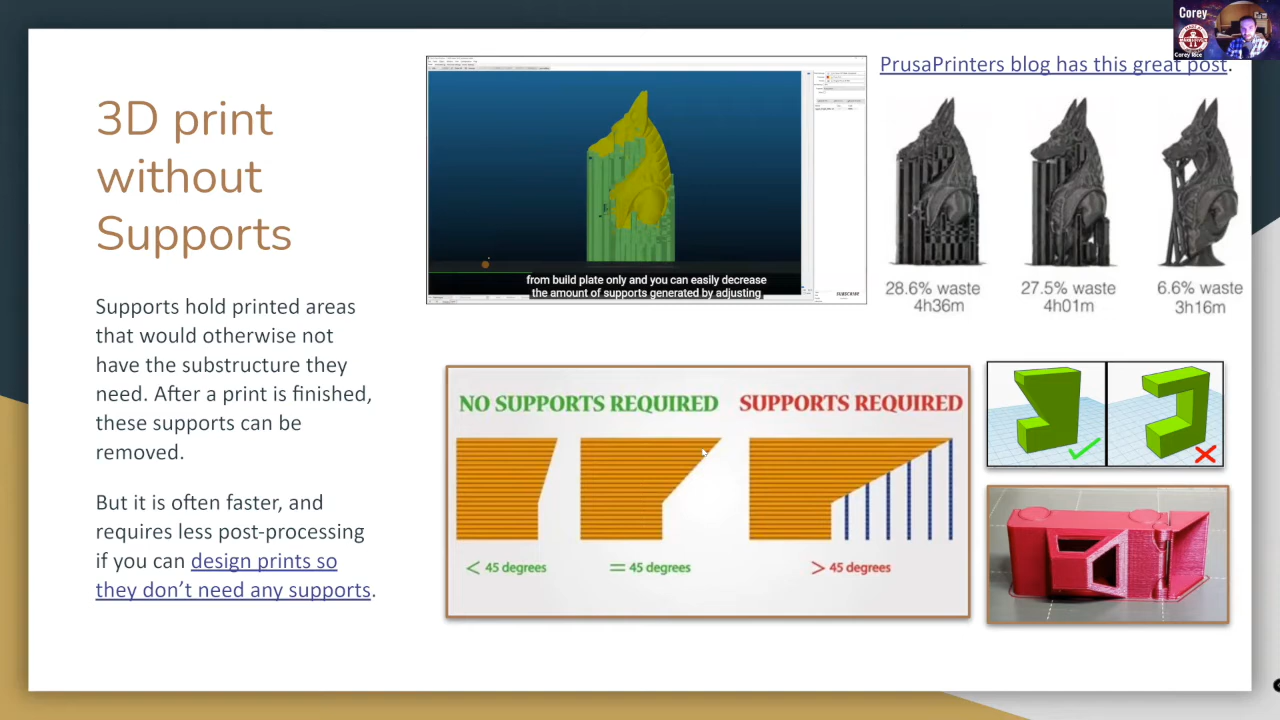 Corey
Corey Rice
3D print
without
Supports
Supports hold printed areas
that would otherwise not
have the substructure they
need. After a print is finished,
these supports can be
removed.
But it is often faster, and
requires less post-processing
if you can design prints so
they don’t need any supports.
from build plate only and you can easily decrease
the amount of supports generated by adjusting
SUBSCRIBE
PrusaPrinters blog has this great post.
28.6% waste
4h36m
27.5% waste
4h01m
6.6% waste
3h16m
NO SUPPORTS REQUIRED
SUPPORTS REQUIRED
< 45 degrees
= 45 degrees
> 45 degrees